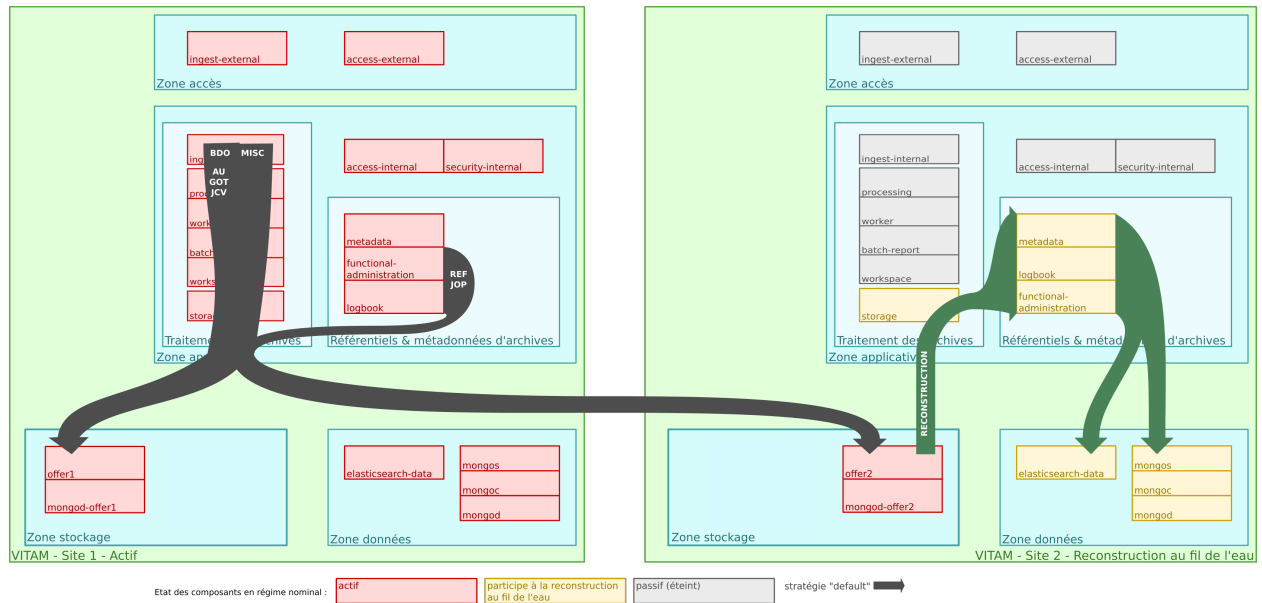 ingest-external
access-external
Zone accès
BDO MISC
AU
GOT
JCV
access-internal
security-internal
metadata
functional-
administration
logbook
REF
JOP
Référentiels & métadonnées d'archives
offer1
mongod-offer1
Zone stockage
elasticsearch-data
mongos
mongoc
mongod
Zone données
VITAM - Site 1 - Actif
ingest-external
access-external
Zone accès
ingest-internal
processing
worker
batch-report
workspace
storage
access-internal
security-internal
metadata
logbook
functional-
administration
RECONSTRUCTION
offer2
mongod-offer2
Zone stockage
elasticsearch-data
mongos
mongoc
mongod
Zone données
VITAM - Site 2 - Reconstruction au fil de l'eau
Etat des composants en régime nominal :
actif
participe à la reconstruction
au fil de l'eau
passif (éteint)
stratégie "default"